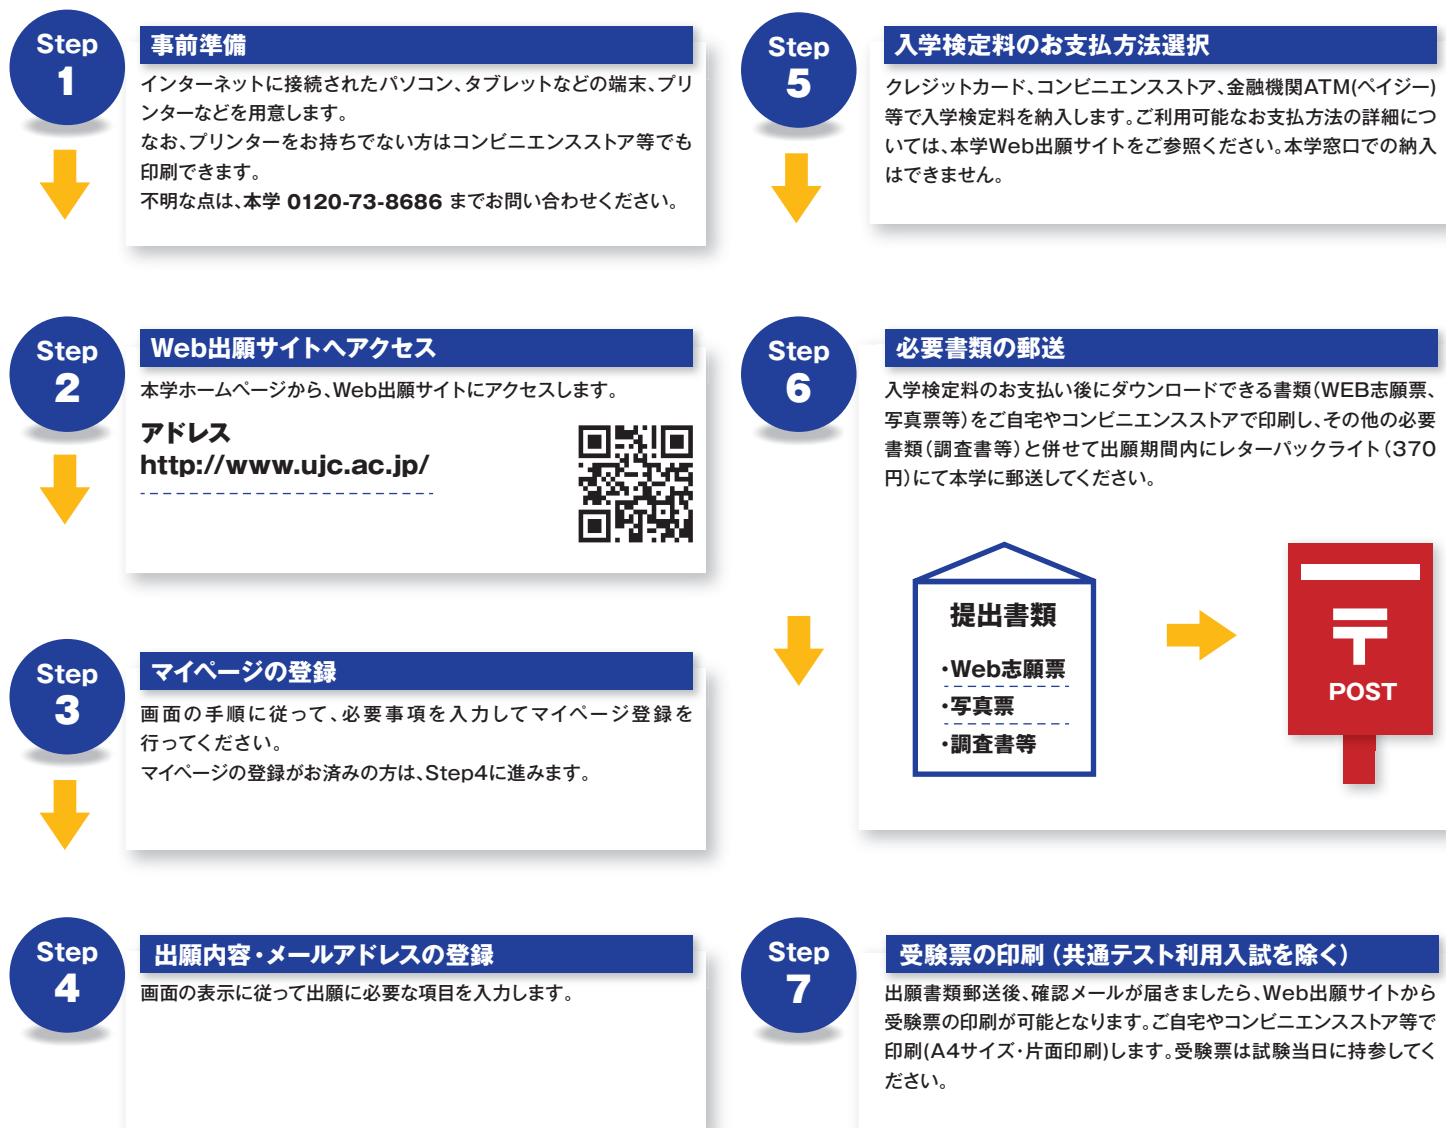 Step
1
事前準備
インターネットに接続されたパソコン、タブレットなどの端末、プリ
ンターなどを用意します。
なお、プリンターをお持ちでない方はコンビニエンスストア等でも
印刷できます。
不明な点は、本学 0120-73-8686 までお問い合わせください。
Step
2
Web出願サイトへアクセス
本学ホームページから、Web出願サイトにアクセスします。
アドレス
http://www.ujc.ac.jp/
Step
3
マイページの登録
画面の手順に従って、必要事項を入力してマイページ登録を
行ってください。
マイページの登録がお済みの方は、Step4に進みます。
Step
4
出願内容・メールアドレスの登録
画面の表示に従って出願に必要な項目を入力します。
Step
5
入学検定料のお支払方法選択
クレジットカード、コンビニエンスストア、金融機関ATM(ペイジー)
等で入学検定料を納入します。ご利用可能なお支払方法の詳細につ
いては、本学Web出願サイトをご参照ください。本学窓口での納入
はできません。
Step
6
必要書類の郵送
入学検定料のお支払い後にダウンロードできる書類（WEB志願票、
写真票等）をご自宅やコンビニエンスストアで印刷し、その他の必要
書類（調査書等）と併せて出願期間内にレターパックライト（370
円）にて本学に郵送してください。
提出書類
・Web志願票
・写真票
・調査書等
〒
POST
Step
7
受験票の印刷（共通テスト利用入試を除く）
出願書類郵送後、確認メールが届きましたら、Web出願サイトから
受験票の印刷が可能となります。ご自宅やコンビニエンスストア等で
印刷(A4サイズ・片面印刷)します。受験票は試験当日に持参してく
ださい。